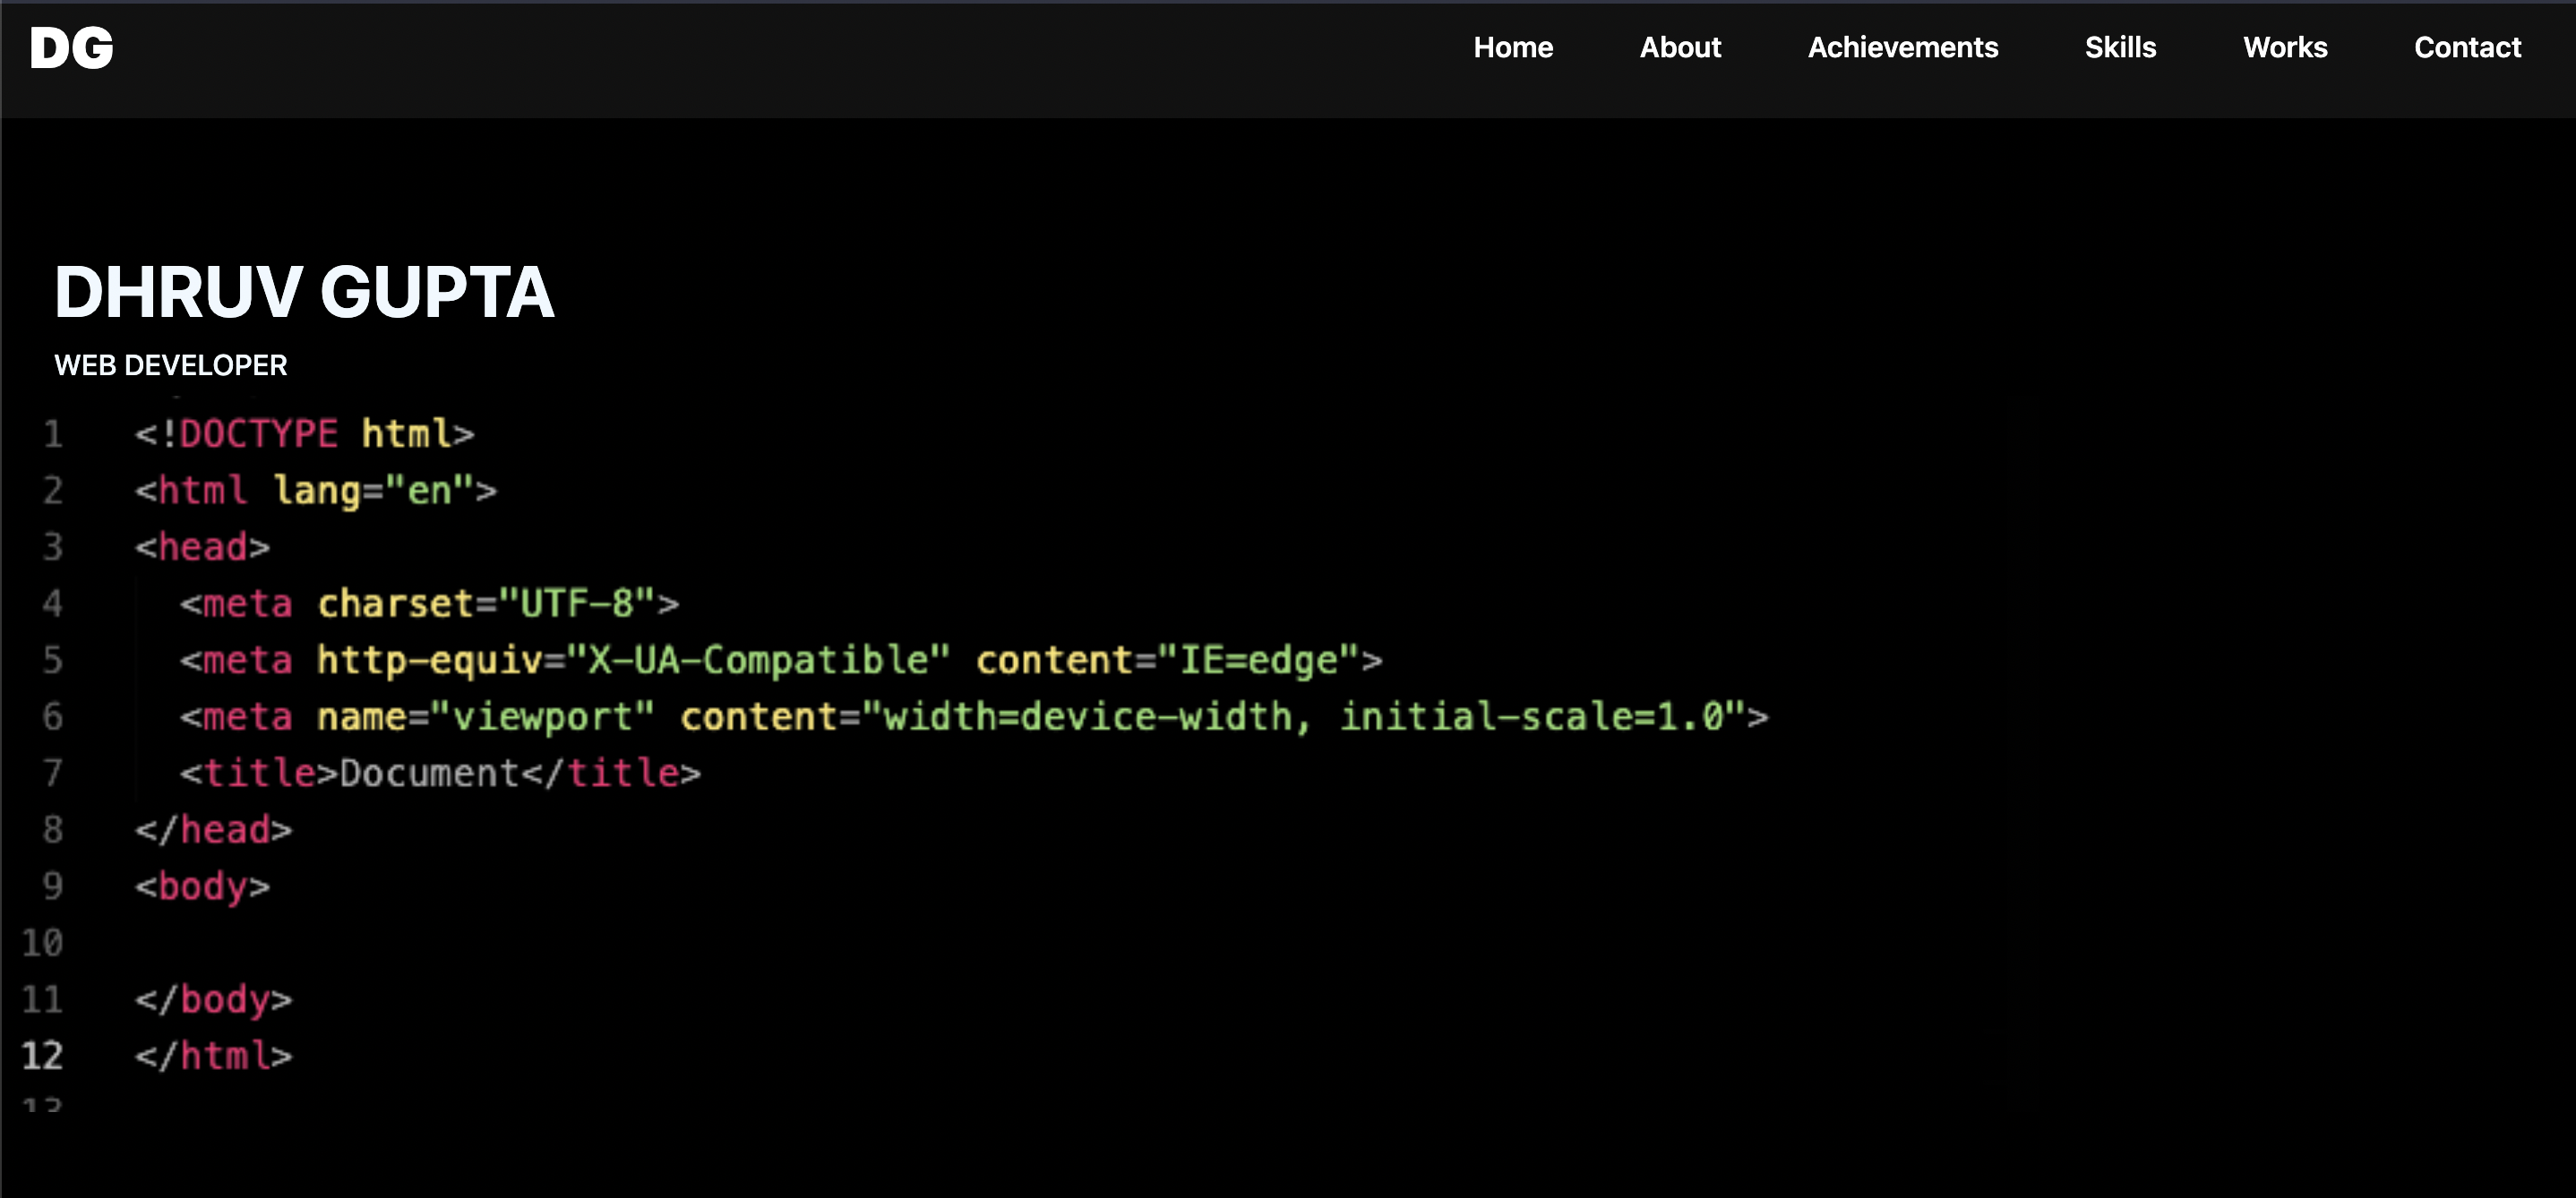 DG
Home About Achievements Skills Works Contact
DHRUV GUPTA
WEB DEVELOPER
1 <!DOCTYPE html>
2 <html lang="en">
3 <head>
4 <meta charset="UTF-8">
5 <meta http-equiv="X-UA-Compatible" content="IE=edge">
6 <meta name="viewport" content="width=device-width, initial-scale=1.0">
7 <title>Document</title>
8 </head>
9 <body>
10
11 </body>
12 </html>